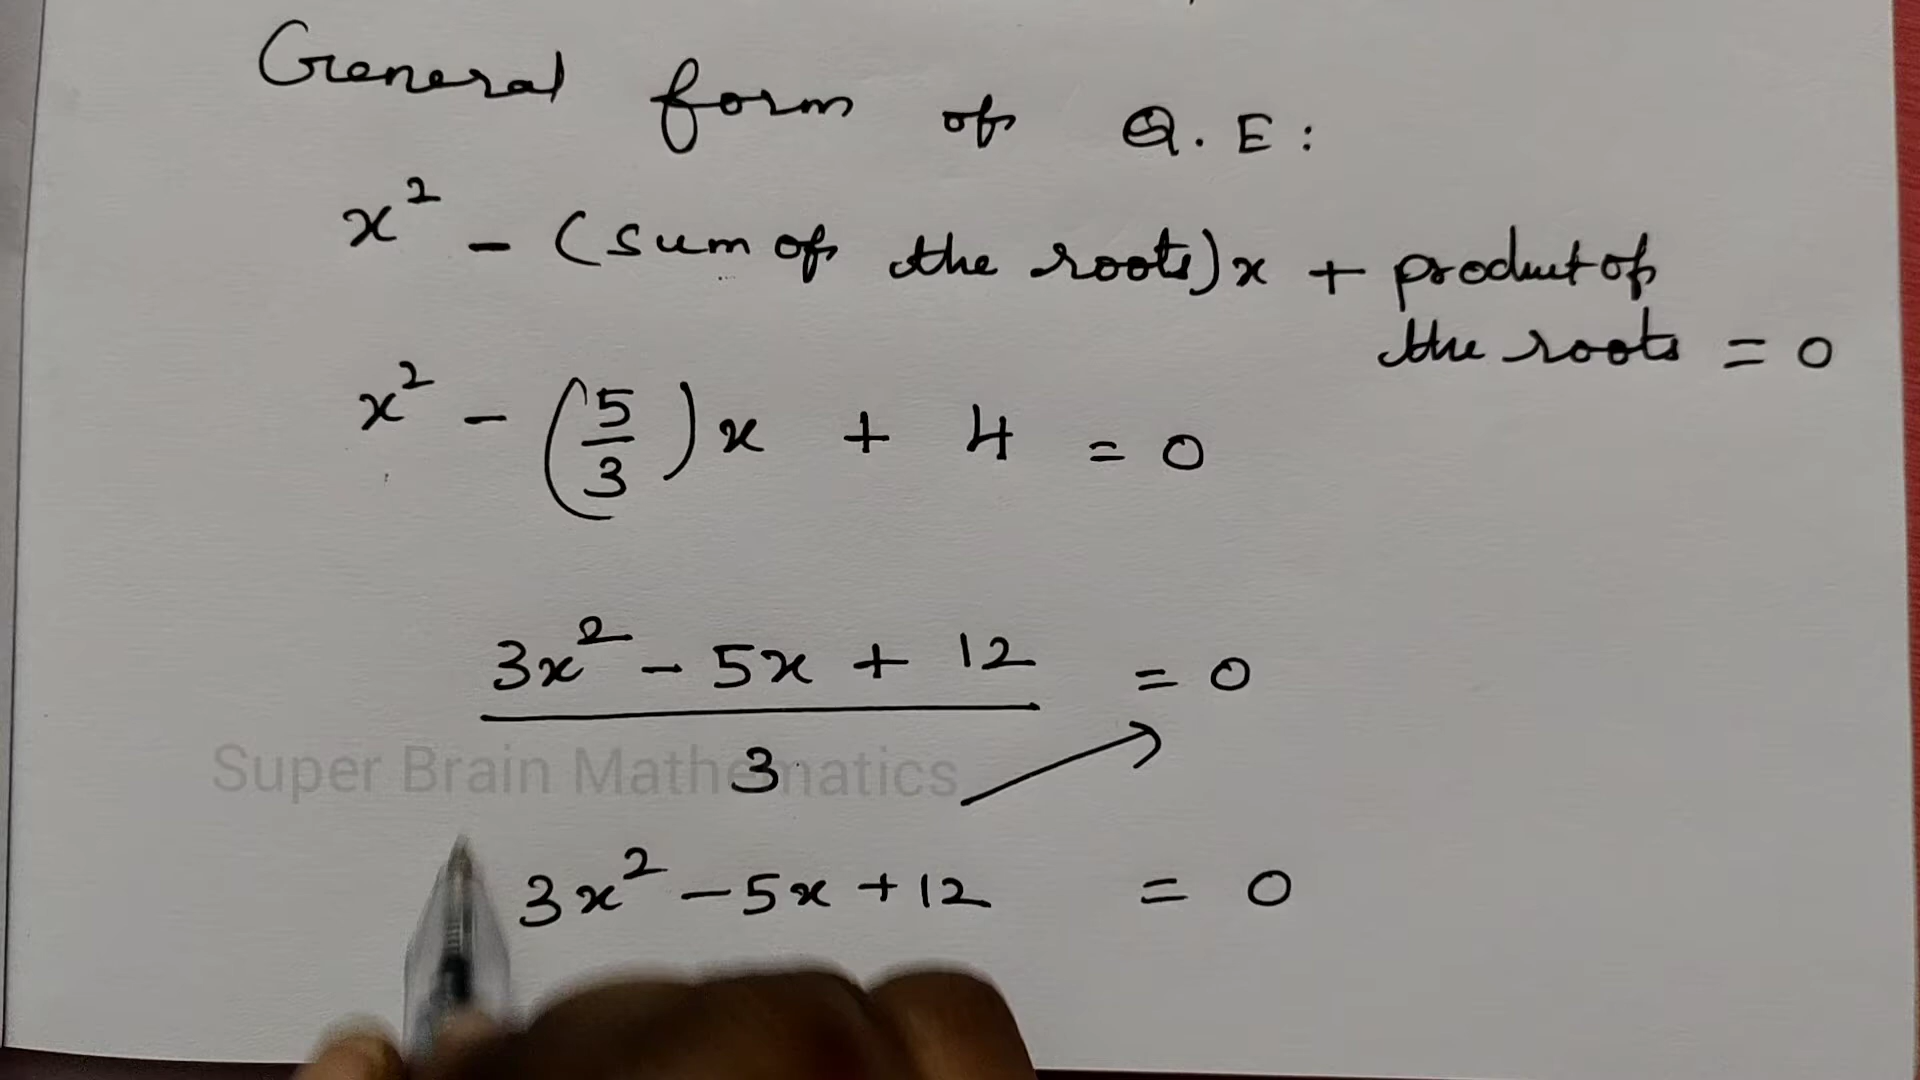 General form of Q.E:
x² - (sum of the roots)x + product of
the roots = 0
x² - (5/3)x + 4 = 0
3x² - 5x + 12 = 0
3
Super Brain Mathematics
3x² - 5x + 12 = 0